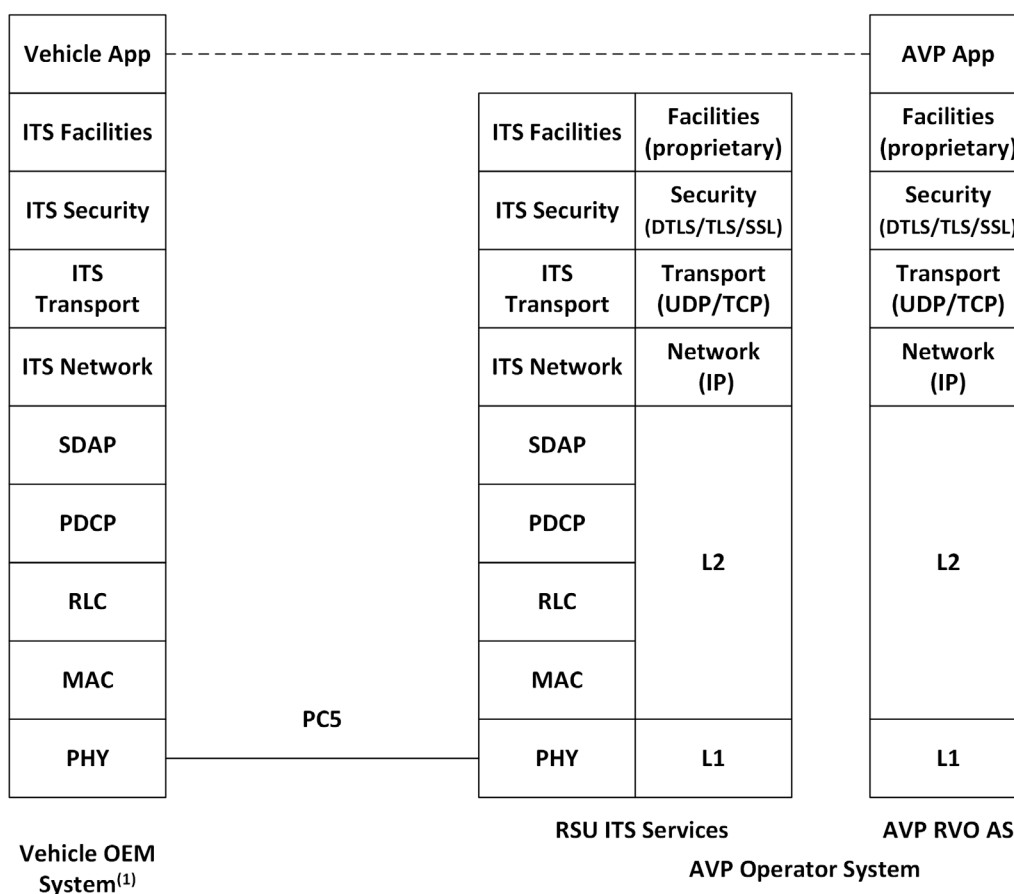 Vehicle App
ITS Facilities
ITS Security
ITS
Transport
ITS Network
SDAP
PDCP
RLC
MAC
PHY
Vehicle OEM
System(1)
PC5
ITS Facilities
ITS Security
ITS
Transport
ITS Network
SDAP
PDCP
RLC
MAC
PHY
Facilities
(proprietary)
Security
(DTLS/TLS/SSL)
Transport
(UDP/TCP)
Network
(IP)
L2
L1
RSU ITS Services
AVP App
Facilities
(proprietary)
Security
(DTLS/TLS/SSL)
Transport
(UDP/TCP)
Network
(IP)
L2
L1
AVP RVO AS
AVP Operator System